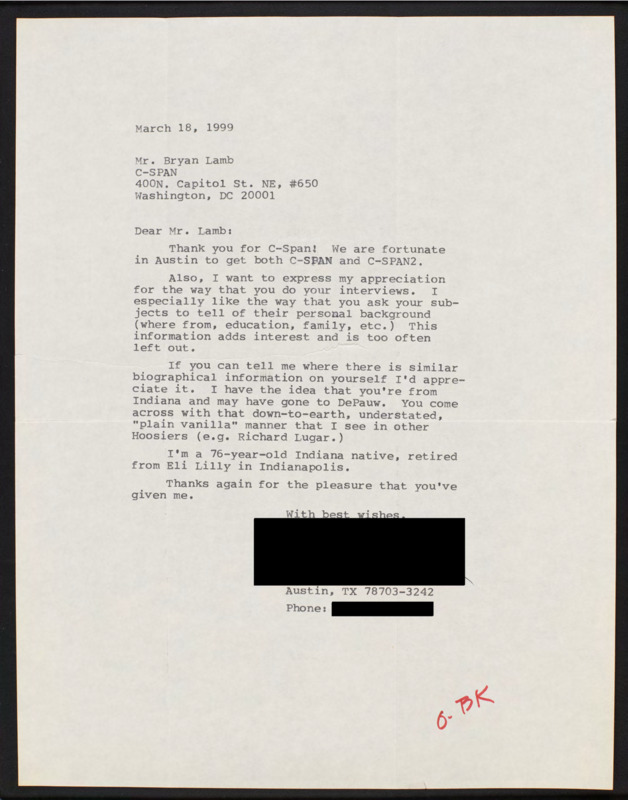 March 18, 1999
Mr. Bryan Lamb
C-SPAN
400N. Capitol St. NE, #650
Washington, DC 20001
Dear Mr. Lamb:
Thank you for C-Span! We are fortunate
in Austin to get both C-SPAN and C-SPAN2.
Also, I want to express my appreciation
for the way that you do your interviews. I
especially like the way that you ask your sub-
jects to tell of their personal background
(where from, education, family, etc.) This
information adds interest and is too often
left out.
If you can tell me where there is similar
biographical information on yourself I'd appre-
ciate it. I have the idea that you're from
Indiana and may have gone to DePauw. You come
across with that down-to-earth, understated,
"plain vanilla" manner that I see in other
Hoosiers (e.g. Richard Lugar.)
I'm a 76-year-old Indiana native, retired
from Eli Lilly in Indianapolis.
Thanks again for the pleasure that you've
given me.
With best wishes,
Austin, TX 78703-3242
Phone:
O-BK